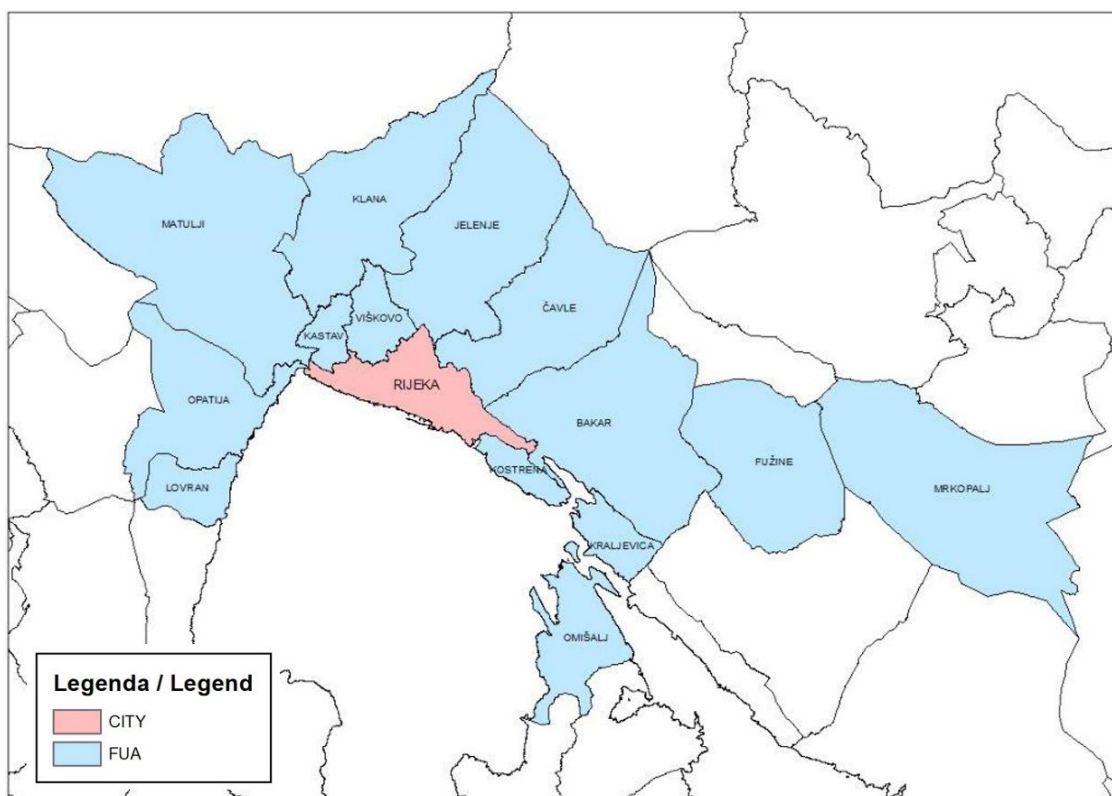 KLANA
MATULJI
JELENJE
ČAVLE
VIŠKOVO
KASTAV
RIJEKA
OPATIJA
BAKAR
FUŽINE
KOSTRENA
LOVRAN
MRKOPALJ
KRALJEVICA
OMIŠALJ
Legenda / Legend
CITY
FUA